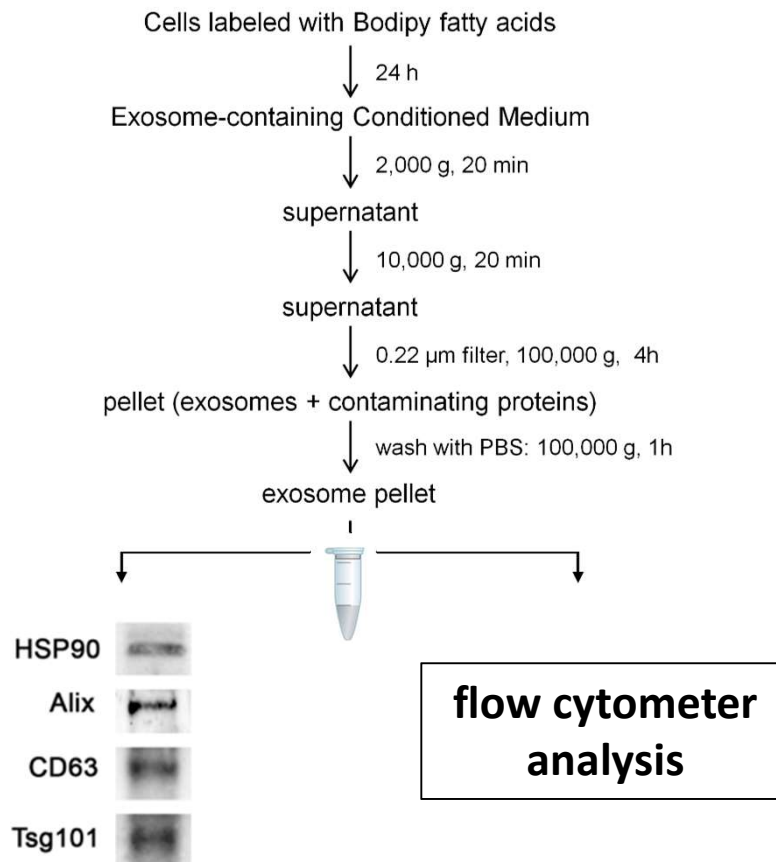 Cells labeled with Bodipy fatty acids
24 h
Exosome-containing Conditioned Medium
2,000 g, 20 min
supernatant
10,000 g, 20 min
supernatant
0.22 µm filter, 100,000 g,  4h
pellet (exosomes + contaminating proteins)
wash with PBS: 100,000 g, 1h
exosome pellet
HSP90
Alix
CD63
Tsg101
flow cytometer
analysis